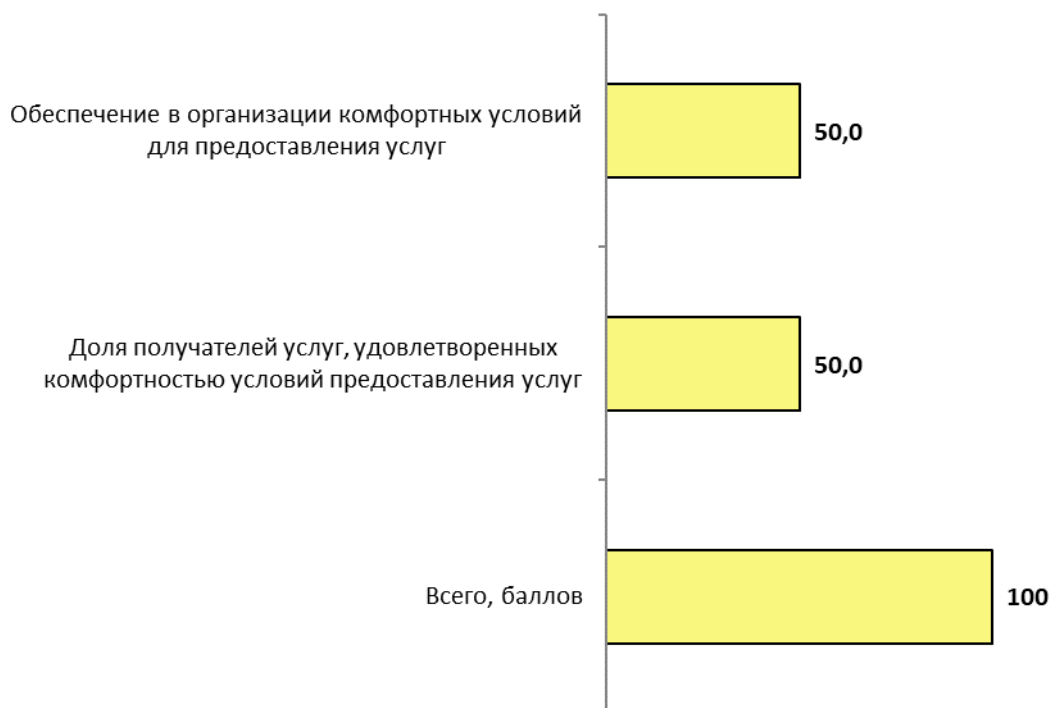 Обеспечение в организации комфортных условий
для предоставления услуг
50,0
Доля получателей услуг, удовлетворенных
комфортностью условий предоставления услуг
50,0
Всего, баллов
100